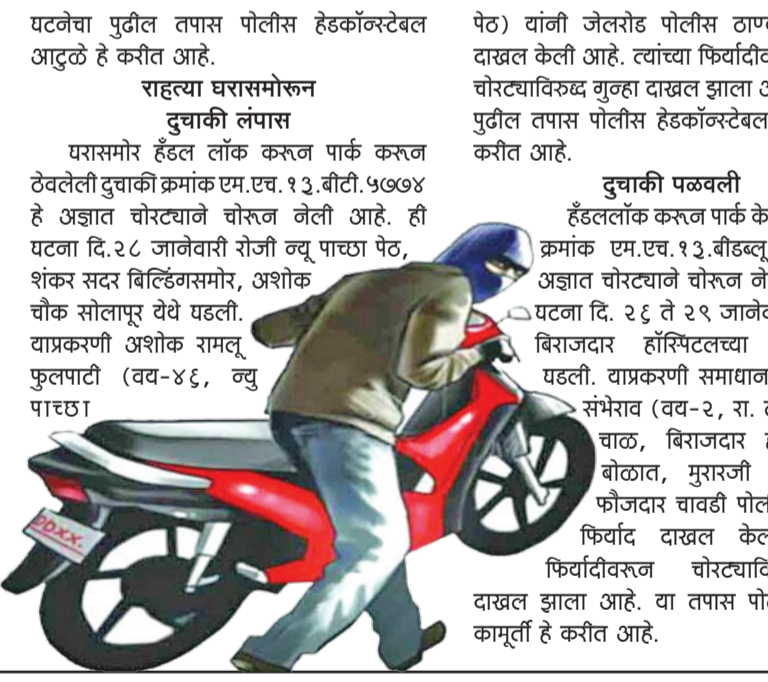 घटनेचा पुढील तपास पोलीस हेडकॉन्स्टेबल
आटुळे हे करीत आहे.
राहत्या घरासमोरून
दुचाकी लंपास
घरासमोर हँडल लॉक करून पार्क करून
ठेवलेली दुचाकी क्रमांक एम.एच.१३.बीटी.५७७४
हे अज्ञात चोरट्याने चोरून नेली आहे. ही
घटना दि.२८ जानेवारी रोजी न्यू पाच्छा पेठ,
शंकर सदर बिल्डिंगसमोर, अशोक
चौक सोलापूर येथे घडली.
याप्रकरणी अशोक रामलू
फुलपाटी (वय-४६, न्यु
पाच्छा
पेठ) यांनी जेलरोड पोलीस
दाखल केली आहे. त्यांच्या
चोरट्याविरुध्द गुन्हा दाखल झाला
पुढील तपास पोलीस हेडकॉन्स्टेबल
करीत आहे.
दुचाकी पळवली
हँडललॉक करून पार्क
क्रमांक एम.एच.१३.बीडब्लू
अज्ञात चोरट्याने चोरून
घटना दि. २६ ते २९
बिराजदार हॉस्पिटलच्या
घडली. याप्रकरणी समाधान
संभेराव (वय-२, रा.
चाळ, बिराजदार
बोळात, मुरारजी
फौजदार चावडी
फिर्याद दाखल
फिर्यादीवरून
दाखल झाला आहे. या तपास
कामूर्ती हे करीत आहे.
DDXX.